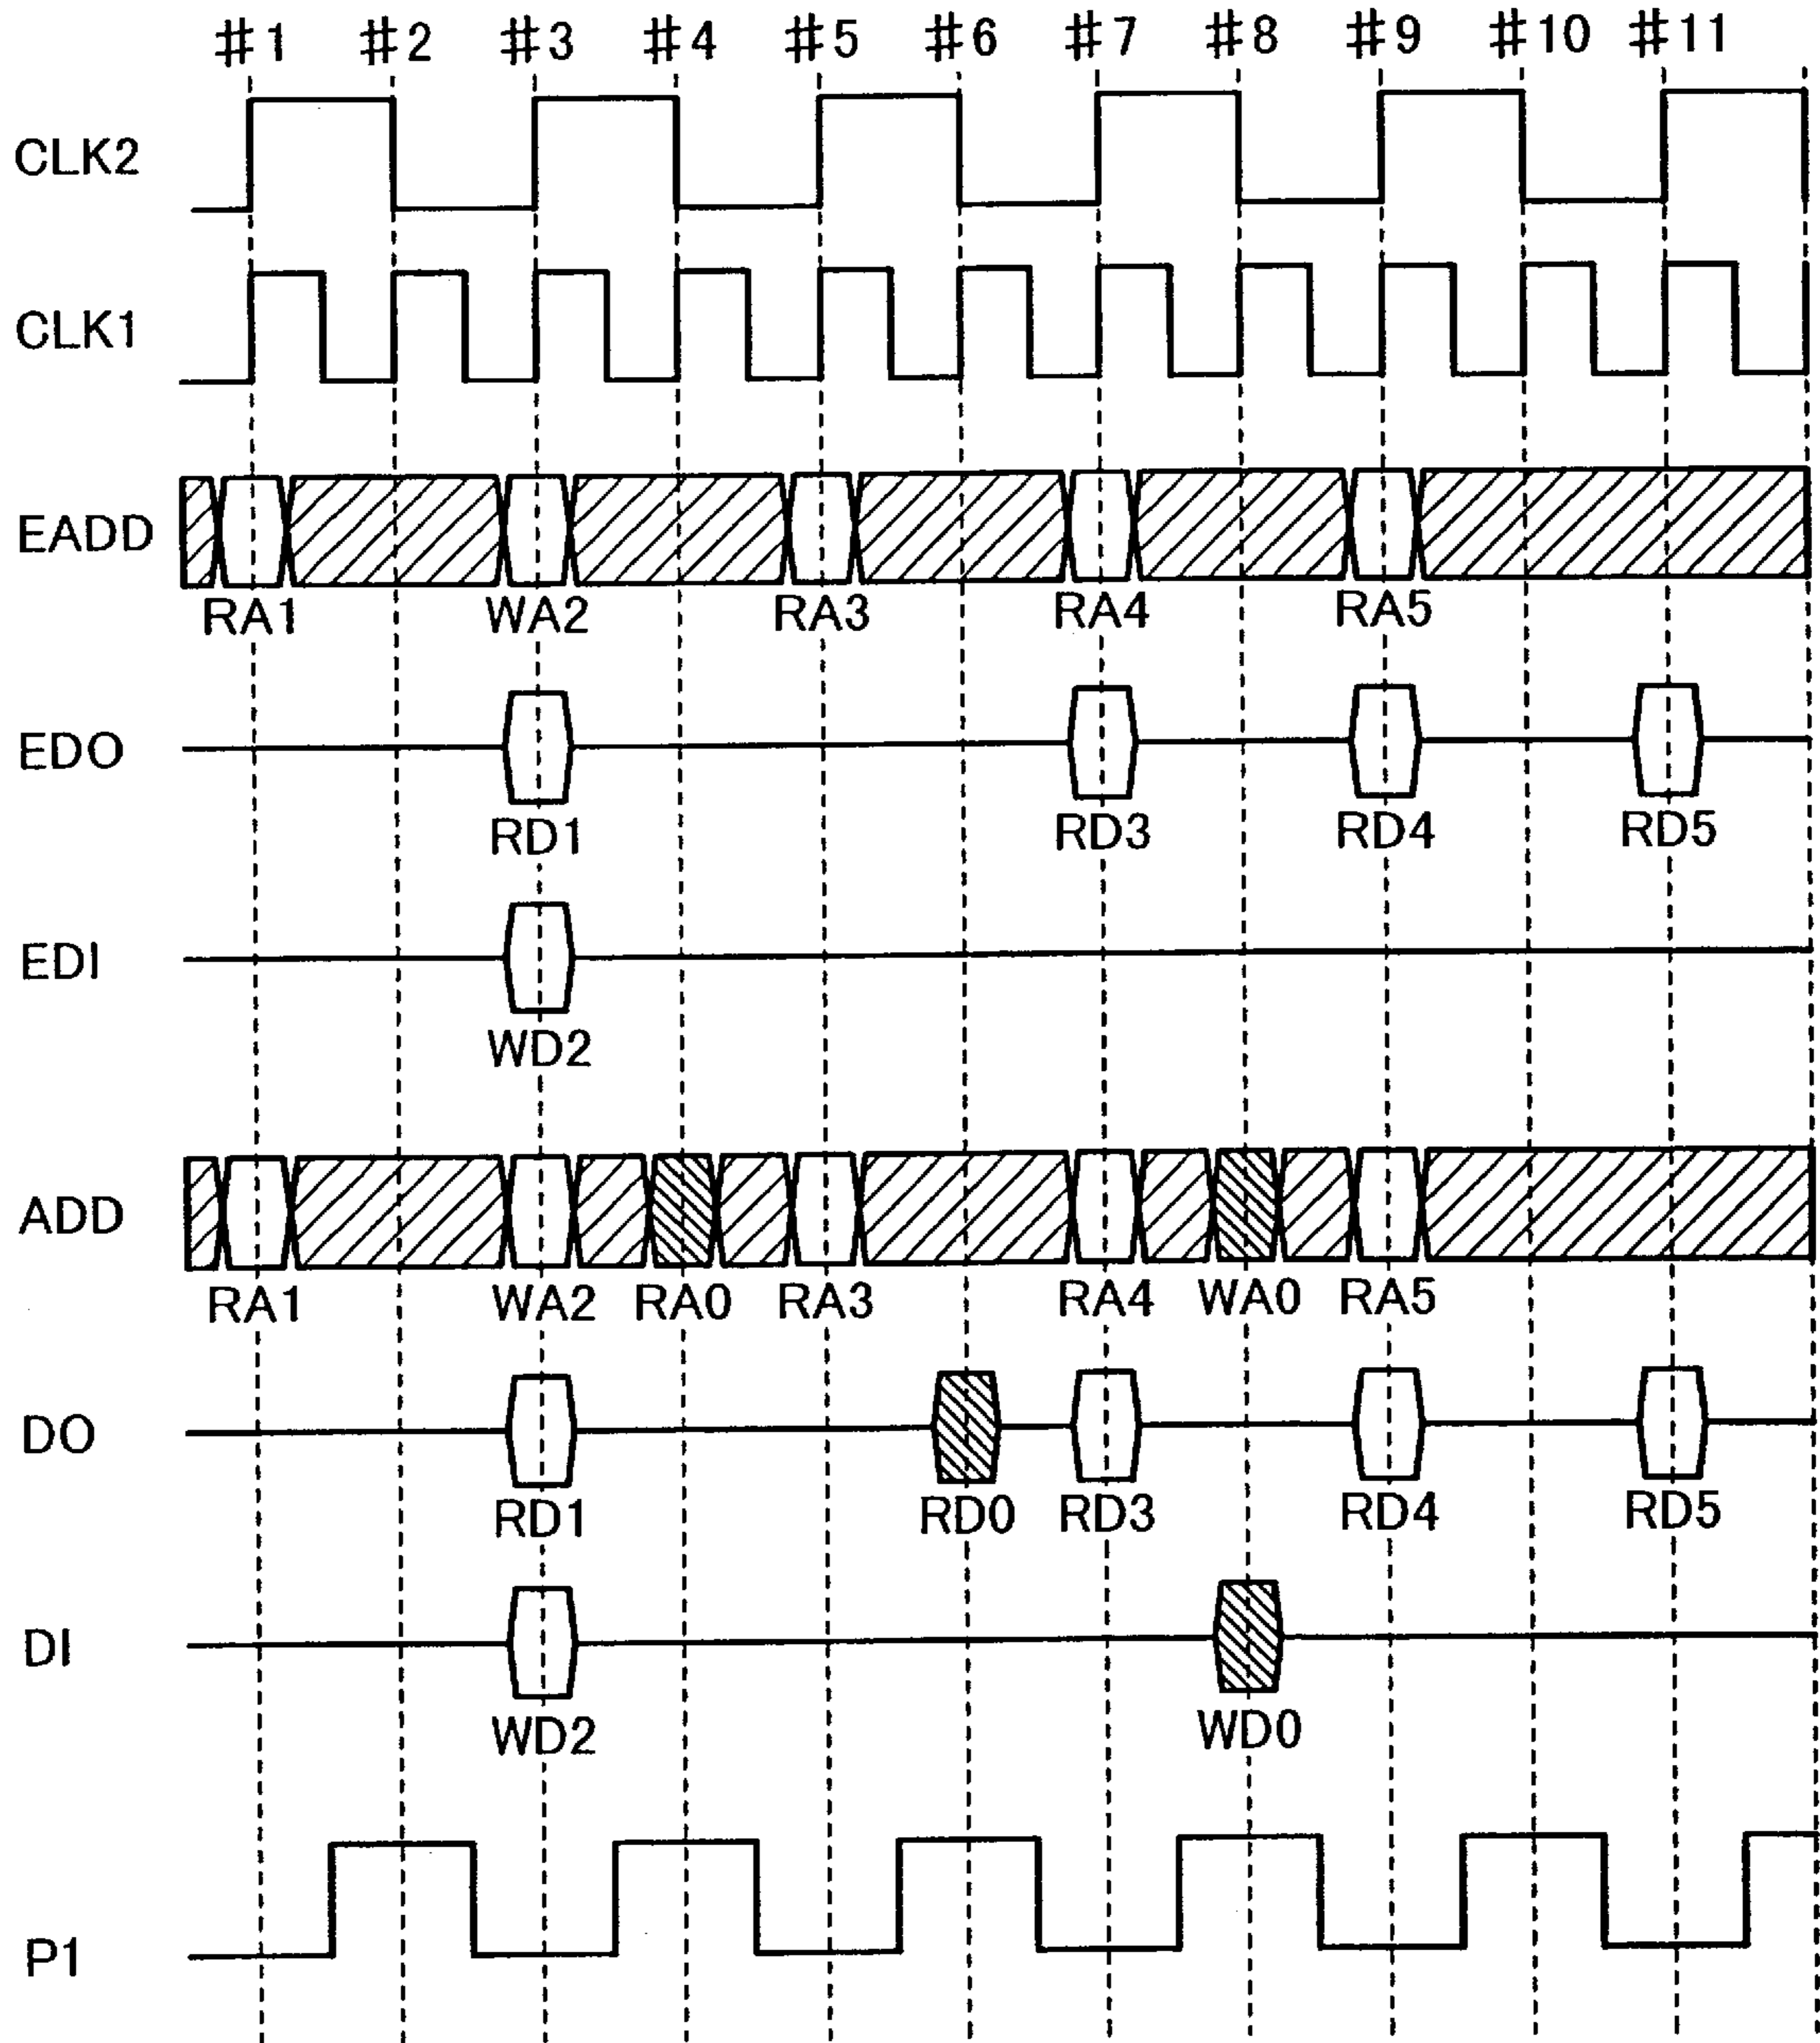 #1 #2 #3 #4 #5 #6 #7 #8 #9 #10 #11
CLK2
CLK1
EADD
RA1 WA2 RA3 RA4 RA5
EDO
RD1 RD3 RD4 RD5
EDI
WD2
ADD
RA1 WA2 RA0 RA3 RA4 WA0 RA5
DO
RD1 RD0 RD3 RD4 RD5
DI
WD2 WD0
P1